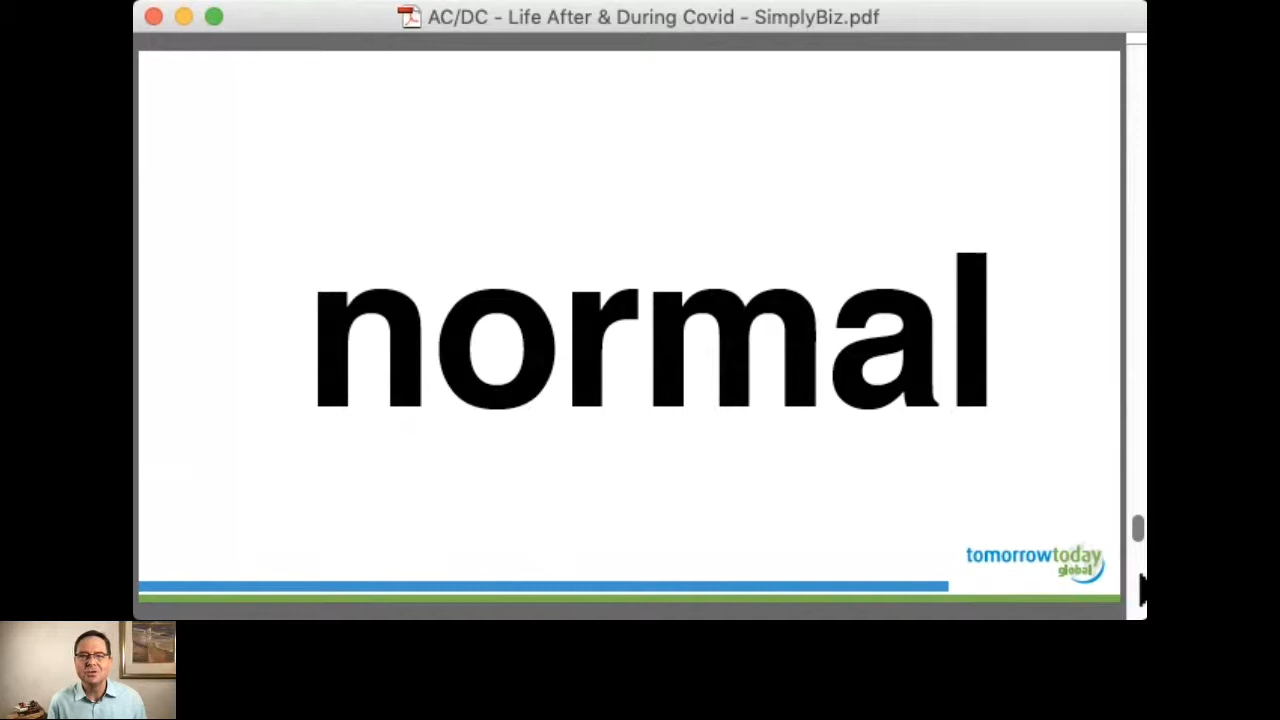 AC/DC - Life After & During Covid - SimplyBiz.pdf
normal
tomorrowtoday
global